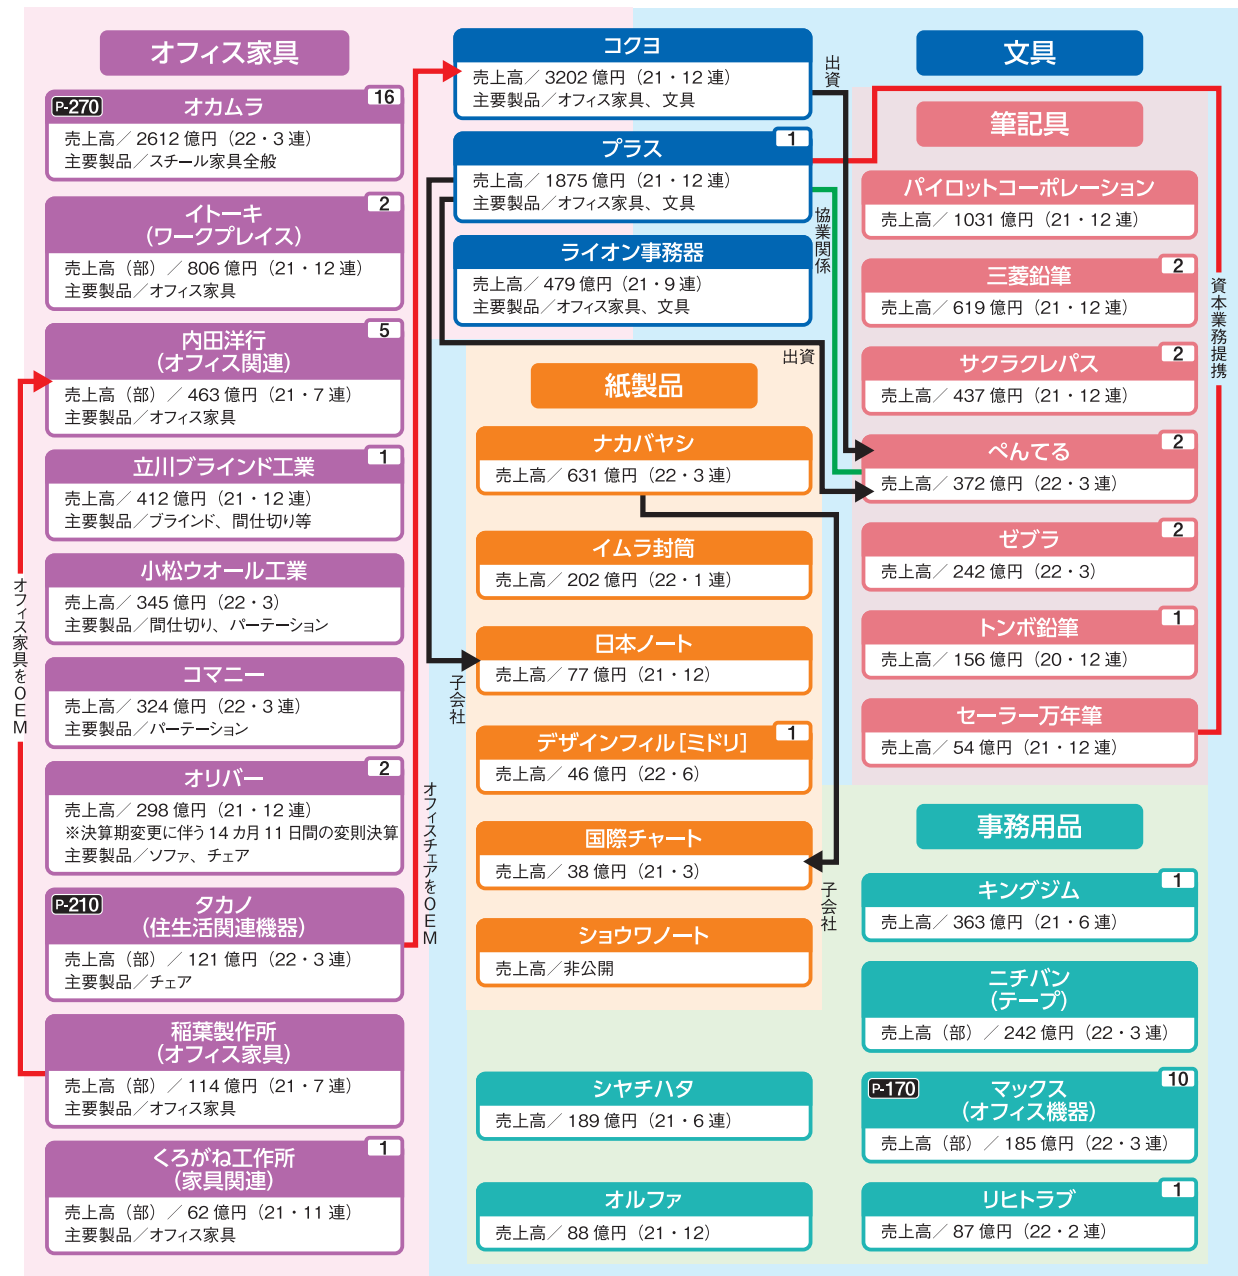 オフィス家具
P-270
16
オカムラ
売上高／2612億円（22・3連）
主要製品／スチール家具全般
2
イトーキ
（ワークプレイス）
売上高（部）／806億円（21・12連）
主要製品／オフィス家具
5
内田洋行
（オフィス関連）
売上高（部）／463億円（21・7連）
主要製品／オフィス家具
1
立川ブラインド工業
売上高／412億円（21・12連）
主要製品／ブラインド、間仕切り等
小松ウオール工業
売上高／345億円（22・3）
主要製品／間仕切り、パーテーション
コマニー
売上高／324億円（22・3連）
主要製品／パーテーション
2
オリバー
売上高／298億円（21・12連）
※決算期変更に伴う14カ月11日間の変則決算
主要製品／ソファ、チェア
P-210
タカノ
（住生活関連機器）
売上高（部）／121億円（22・3連）
主要製品／チェア
稲葉製作所
（オフィス家具）
売上高（部）／114億円（21・7連）
主要製品／オフィス家具
1
くろがね工作所
（家具関連）
売上高（部）／62億円（21・11連）
主要製品／オフィス家具
オフィス家具をOEM
コクヨ
売上高／3202億円（21・12連）
主要製品／オフィス家具、文具
1
プラス
売上高／1875億円（21・12連）
主要製品／オフィス家具、文具
ライオン事務器
売上高／479億円（21・9連）
主要製品／オフィス家具、文具
出資
協業関係
出資
紙製品
ナカバヤシ
売上高／631億円（22・3連）
イムラ封筒
売上高／202億円（22・1連）
日本ノート
売上高／77億円（21・12）
子会社
1
デザインフィル［ミドリ］
売上高／46億円（22・6）
国際チャート
売上高／38億円（21・3）
子会社
ショウワノート
売上高／非公開
オフィスチェアをOEM
文具
筆記具
パイロットコーポレーション
売上高／1031億円（21・12連）
2
三菱鉛筆
売上高／619億円（21・12連）
2
サクラクレパス
売上高／437億円（21・12連）
2
ぺんてる
売上高／372億円（22・3連）
2
ゼブラ
売上高／242億円（22・3）
1
トンボ鉛筆
売上高／156億円（20・12連）
セーラー万年筆
売上高／54億円（21・12連）
資本業務提携
事務用品
1
キングジム
売上高／363億円（21・6連）
ニチバン
（テープ）
売上高（部）／242億円（22・3連）
シヤチハタ
売上高／189億円（21・6連）
P-170
10
マックス
（オフィス機器）
売上高（部）／185億円（22・3連）
オルファ
売上高／88億円（21・12）
1
リヒトラブ
売上高／87億円（22・2連）